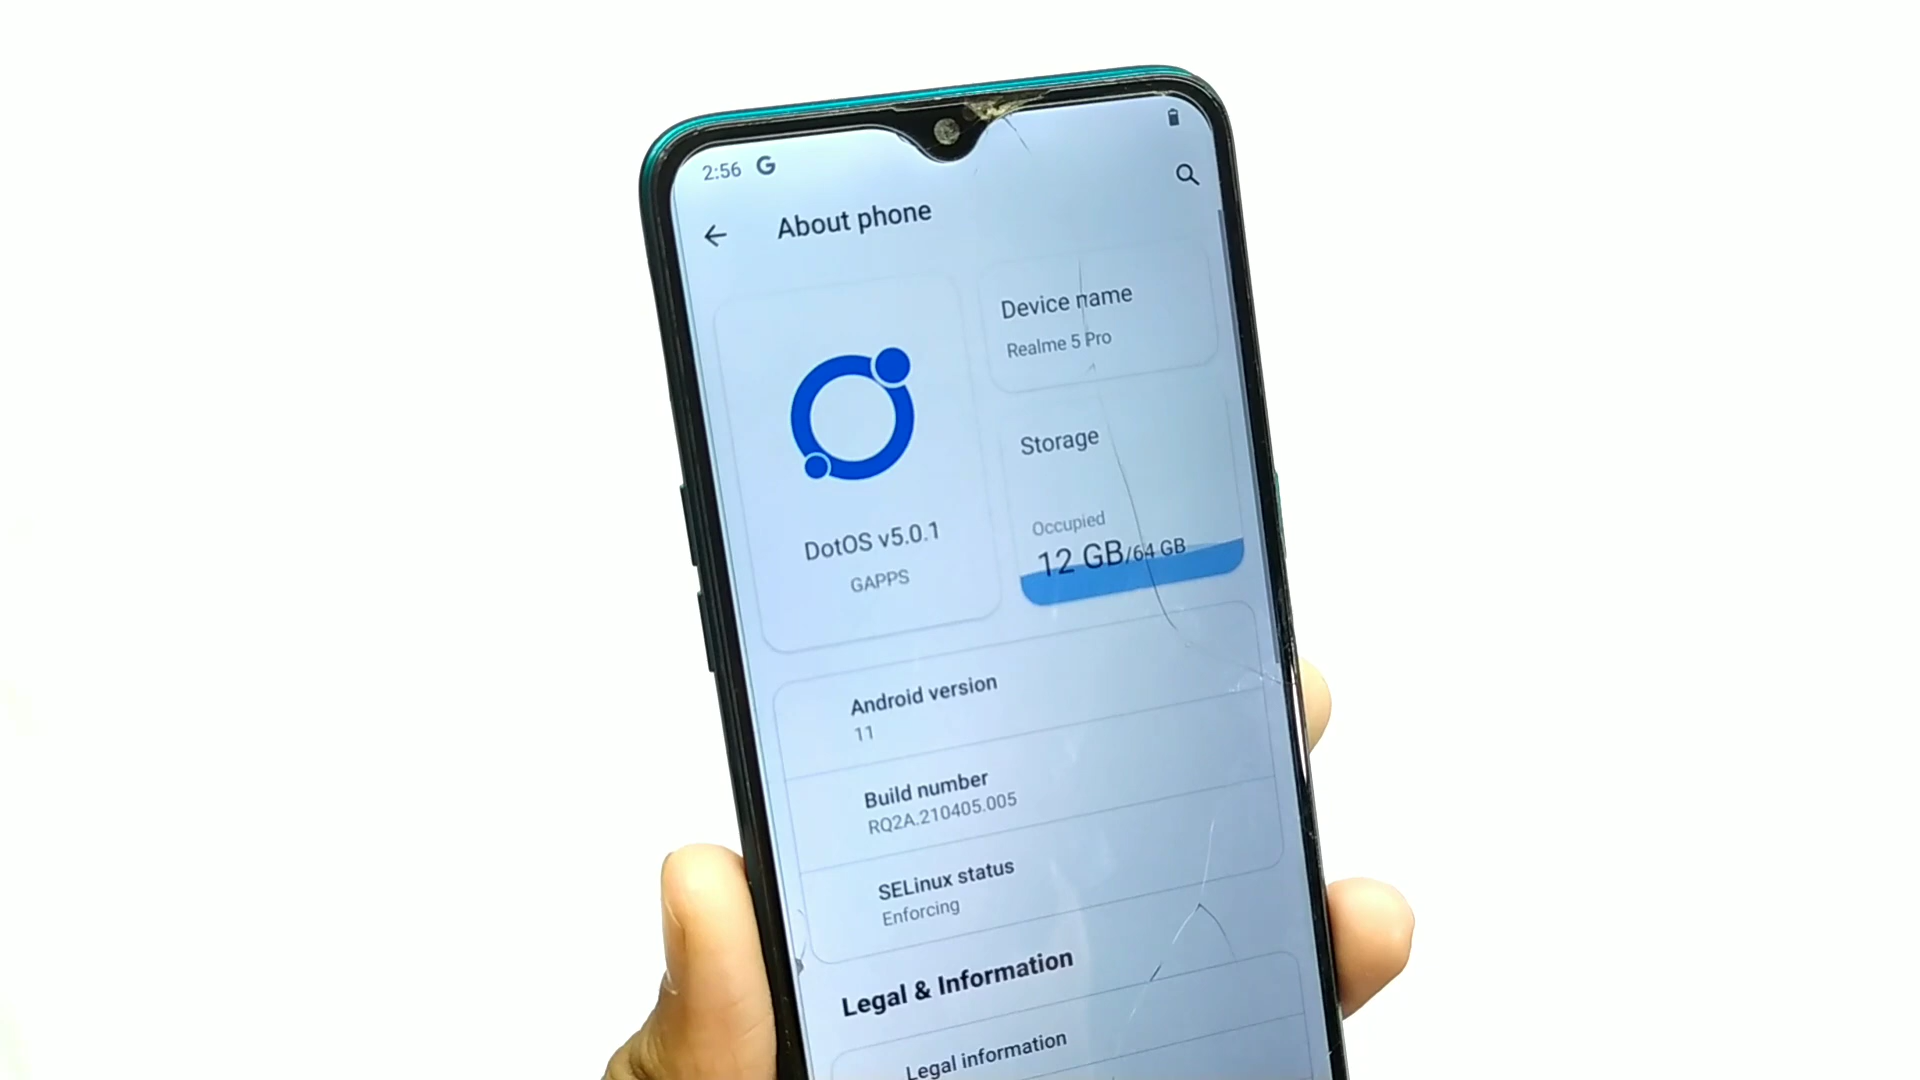 2:56 G
About phone
Device name
Realme 5 Pro
DotOS v5.0.1
GAPPS
Storage
Occupied
12 GB/64 GB
Android version
11
Build number
RQ2A.210405.005
SELinux status
Enforcing
Legal & Information
Legal information